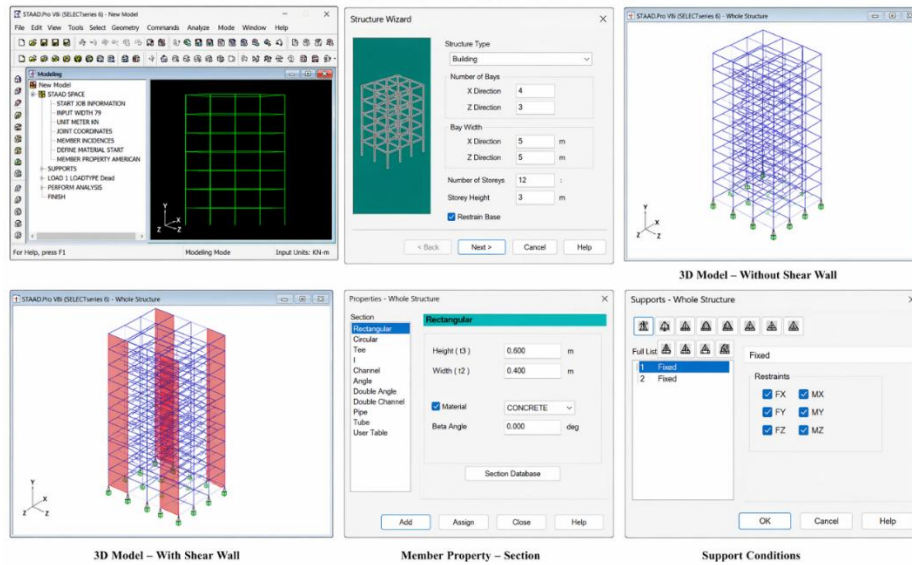 STAAD.Pro V8i (SELECTseries 6) - New Model
File Edit View Tools Select Geometry Commands Analyze Mode Window Help
Modeling
New Model
STAAD SPACE
START JOB INFORMATION
INPUT WIDTH 79
UNIT METER KN
JOINT COORDINATES
MEMBER INCIDENCES
DEFINE MATERIAL START
MEMBER PROPERTY AMERICAN
SUPPORTS
LOAD 1 LOADTYPE Dead
PERFORM ANALYSIS
FINISH
Y
X
Z Z
For Help, press F1 Modeling Mode Input Units: KN-m
Structure Wizard
Structure Type
Building
Number of Bays
X Direction 4
Z Direction 3
Bay Width
X Direction 5 m
Z Direction 5 m
Number of Storeys 12 :
Storey Height 3 m
Restrain Base
< Back Next > Cancel Help
STAAD.Pro V8i (SELECTseries 6) - Whole Structure
Y
X
Z Z
3D Model – Without Shear Wall
STAAD.Pro V8i (SELECTseries 6) - Whole Structure
Y
X
Z Z
3D Model – With Shear Wall
Properties - Whole Structure
Section
Rectangular
Circular
Tee
I
Channel
Angle
Double Angle
Double Channel
Pipe
Tube
User Table
Rectangular
Height ( t3 ) 0.600 m
Width ( t2 ) 0.400 m
Material CONCRETE
Beta Angle 0.000 deg
Section Database
Add Assign Close Help
Member Property – Section
Supports - Whole Structure
Full List
1 Fixed
2 Fixed
Fixed
Restraints
FX MX
FY MY
FZ MZ
OK Cancel Help
Support Conditions